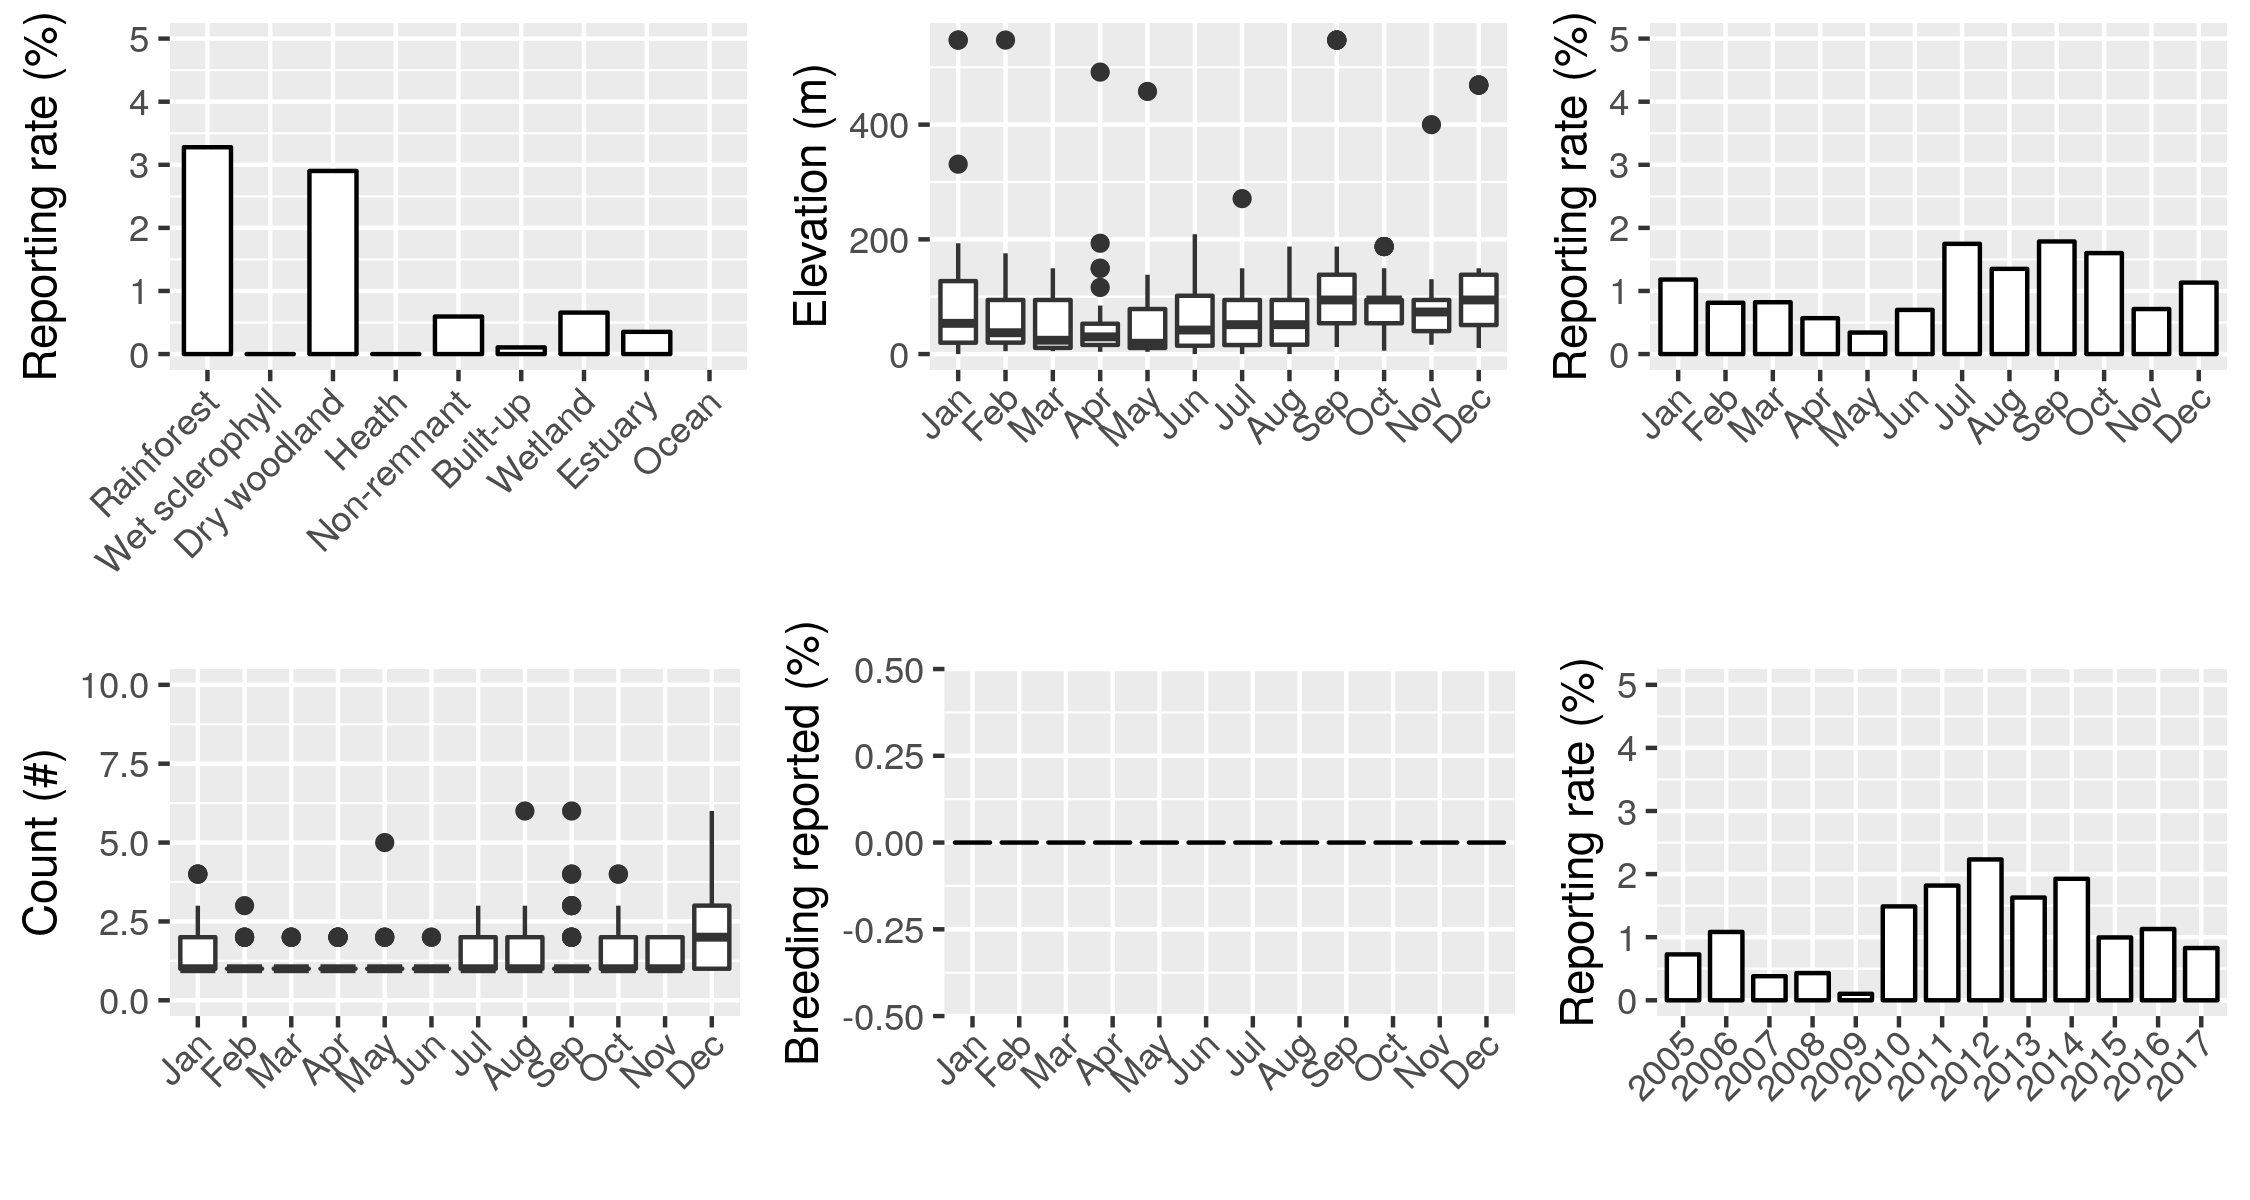 Reporting rate (%)
5
4
3
2
1
0
Rainforest
Wet sclerophyll
Dry woodland
Heath
Non-remnant
Built-up
Wetland
Estuary
Ocean
Elevation (m)
400
200
0
Jan
Feb
Mar
Apr
May
Jun
Jul
Aug
Sep
Oct
Nov
Dec
Reporting rate (%)
5
4
3
2
1
0
Jan
Feb
Mar
Apr
May
Jun
Jul
Aug
Sep
Oct
Nov
Dec
Count (#)
10.0
7.5
5.0
2.5
0.0
Jan
Feb
Mar
Apr
May
Jun
Jul
Aug
Sep
Oct
Nov
Dec
Breeding reported (%)
0.50
0.25
0.00
-0.25
-0.50
Jan
Feb
Mar
Apr
May
Jun
Jul
Aug
Sep
Oct
Nov
Dec
Reporting rate (%)
5
4
3
2
1
0
2005
2006
2007
2008
2009
2010
2011
2012
2013
2014
2015
2016
2017